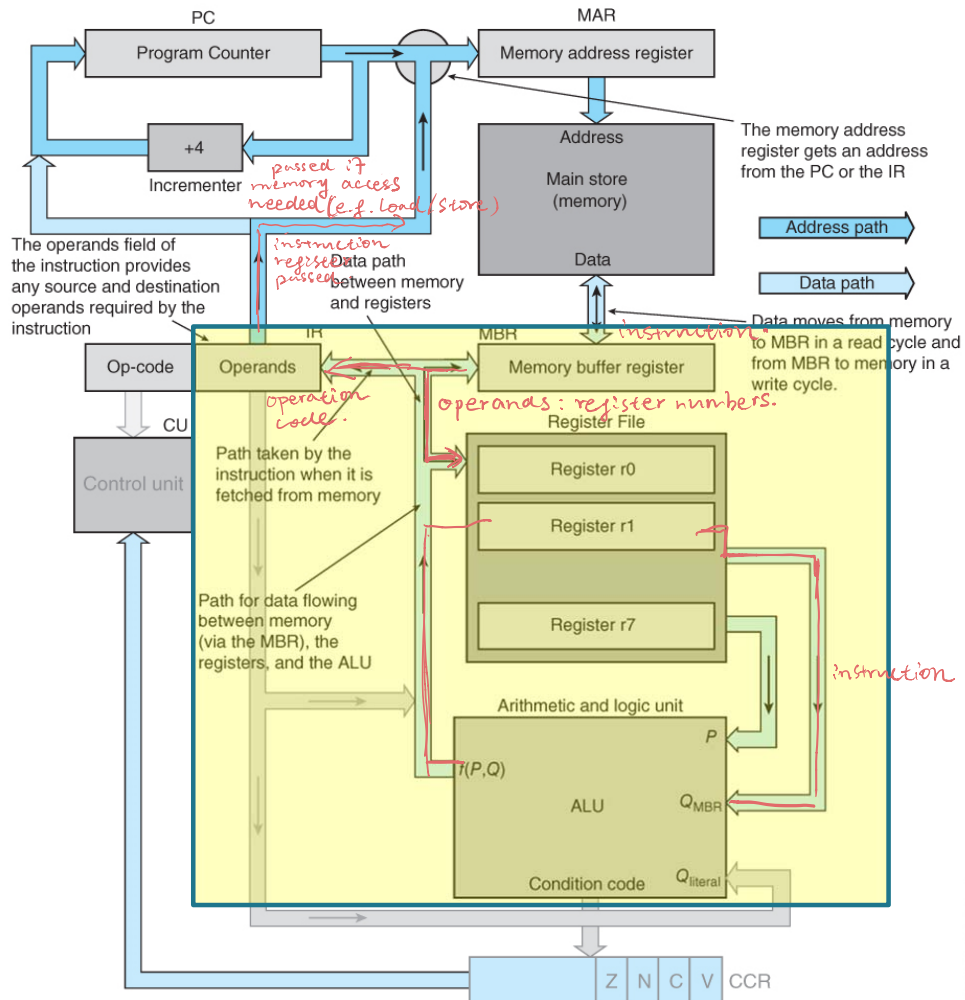 PC
MAR
Program Counter
Memory address register
+4
Incrementer
Address
Main store
(memory)
Data
The memory address
register gets an address
from the PC or the IR
Address path
Data path
passed if
memory access
needed (e.g. Load/Store)
instruction
register
passed
The operands field of
the instruction provides
any source and destination
operands required by the
instruction
Data path
between memory
and registers
Data moves from memory
to MBR in a read cycle and
from MBR to memory in a
write cycle.
IR
MBR
instruction
Op-code
Operands
Memory buffer register
operation
code.
operands: register numbers.
CU
Control unit
Path taken by the
instruction when it is
fetched from memory
Register File
Register r0
Register r1
Register r7
Path for data flowing
between memory
(via the MBR), the
registers, and the ALU
instruction
Arithmetic and logic unit
P
f(P,Q)
ALU
QMBR
Qliteral
Condition code
Z N C V CCR